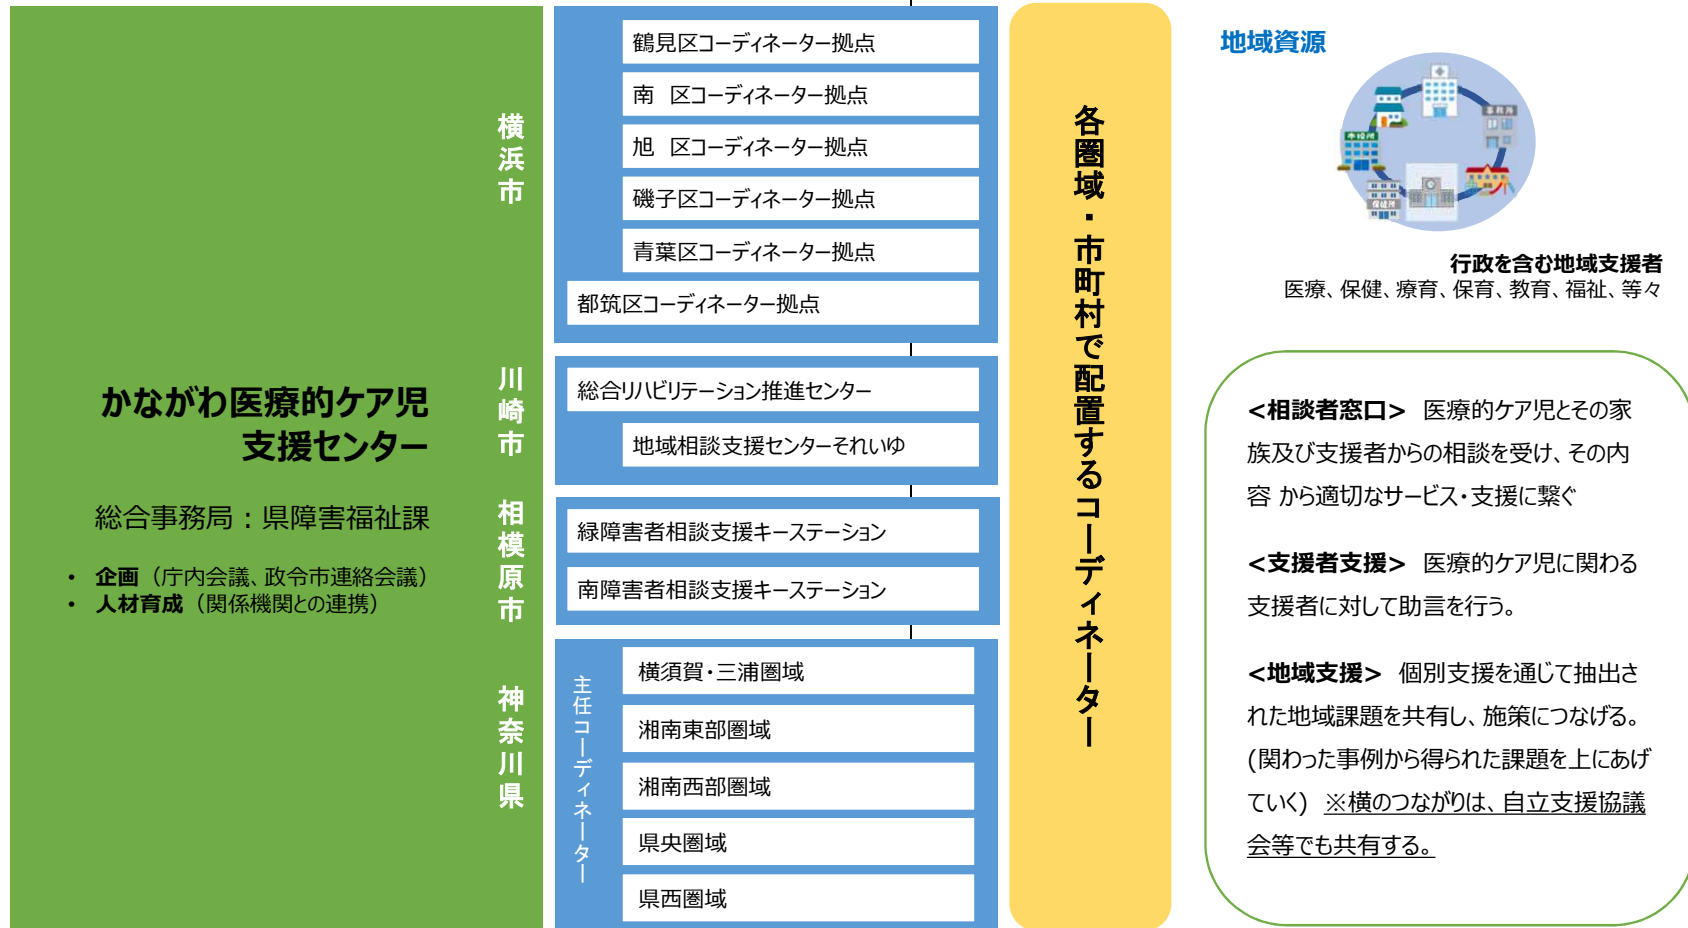 かながわ医療的ケア児
支援センター
総合事務局：県障害福祉課
• 企画（庁内会議、政令市連絡会議）
• 人材育成（関係機関との連携）
横浜市
鶴見区コーディネーター拠点
南　区コーディネーター拠点
旭　区コーディネーター拠点
磯子区コーディネーター拠点
青葉区コーディネーター拠点
都筑区コーディネーター拠点
川崎市
総合リハビリテーション推進センター
地域相談支援センターそれいゆ
相模原市
緑障害者相談支援キーステーション
南障害者相談支援キーステーション
神奈川県
主任コーディネーター
横須賀・三浦圏域
湘南東部圏域
湘南西部圏域
県央圏域
県西圏域
各圏域・市町村で配置するコーディネーター
地域資源
市役所
保健所
行政を含む地域支援者
医療、保健、療育、保育、教育、福祉、等々
<相談者窓口>　医療的ケア児とその家
族及び支援者からの相談を受け、その内
容 から適切なサービス・支援に繋ぐ
<支援者支援>　医療的ケア児に関わる
支援者に対して助言を行う。
<地域支援>　個別支援を通じて抽出さ
れた地域課題を共有し、施策につなげる。
(関わった事例から得られた課題を上にあげ
ていく)　※横のつながりは、自立支援協議
会等でも共有する。